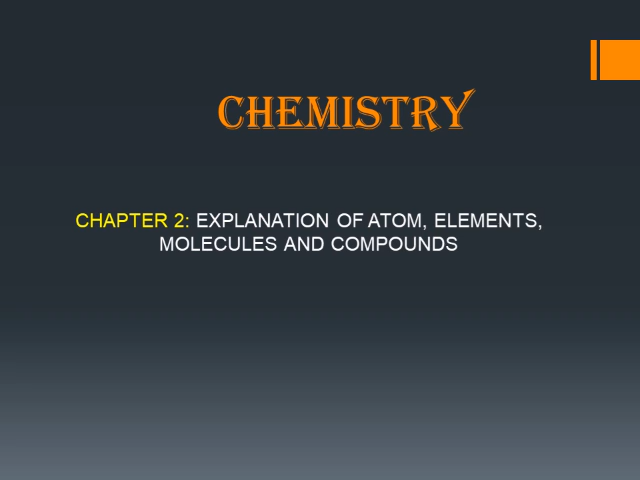 CHEMISTRY
CHAPTER 2: EXPLANATION OF ATOM, ELEMENTS,
MOLECULES AND COMPOUNDS